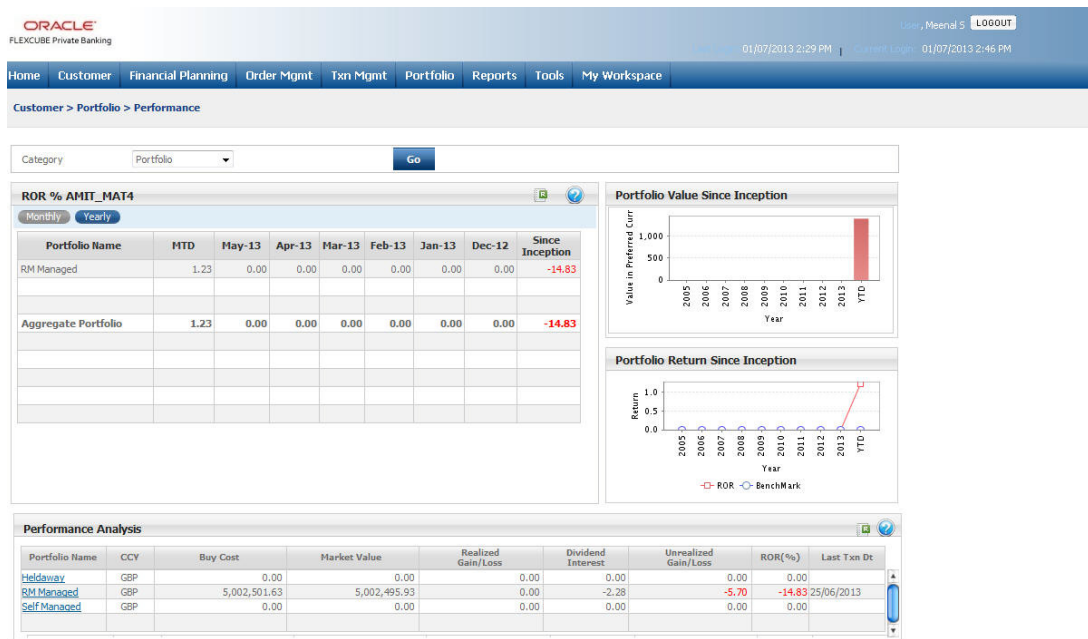 ORACLE
FLEXCUBE Private Banking
User, Meenal S LOGOUT
01/07/2013 2:29 PM | Current Login 01/07/2013 2:46 PM
Home Customer Financial Planning Order Mgmt Txn Mgmt Portfolio Reports Tools My Workspace
Customer > Portfolio > Performance
Category Portfolio Go
ROR % AMIT_MAT4
Monthly Yearly
Portfolio Name MTD May-13 Apr-13 Mar-13 Feb-13 Jan-13 Dec-12 Since Inception
RM Managed 1.23 0.00 0.00 0.00 0.00 0.00 0.00 -14.83
Aggregate Portfolio 1.23 0.00 0.00 0.00 0.00 0.00 0.00 -14.83
Portfolio Value Since Inception
Value in Preferred Curr
1,000
500
0
2005 2006 2007 2008 2009 2010 2011 2012 2013 YTD
Year
Portfolio Return Since Inception
Return
1.0
0.5
0.0
2005 2006 2007 2008 2009 2010 2011 2012 2013 YTD
Year
ROR BenchMark
Performance Analysis
Portfolio Name CCY Buy Cost Market Value Realized Gain/Loss Dividend Interest Unrealized Gain/Loss ROR(%) Last Txn Dt
Heldaway GBP 0.00 0.00 0.00 0.00 0.00 0.00
RM Managed GBP 5,002,501.63 5,002,495.93 0.00 -2.28 -5.70 -14.83 25/06/2013
Self Managed GBP 0.00 0.00 0.00 0.00 0.00 0.00